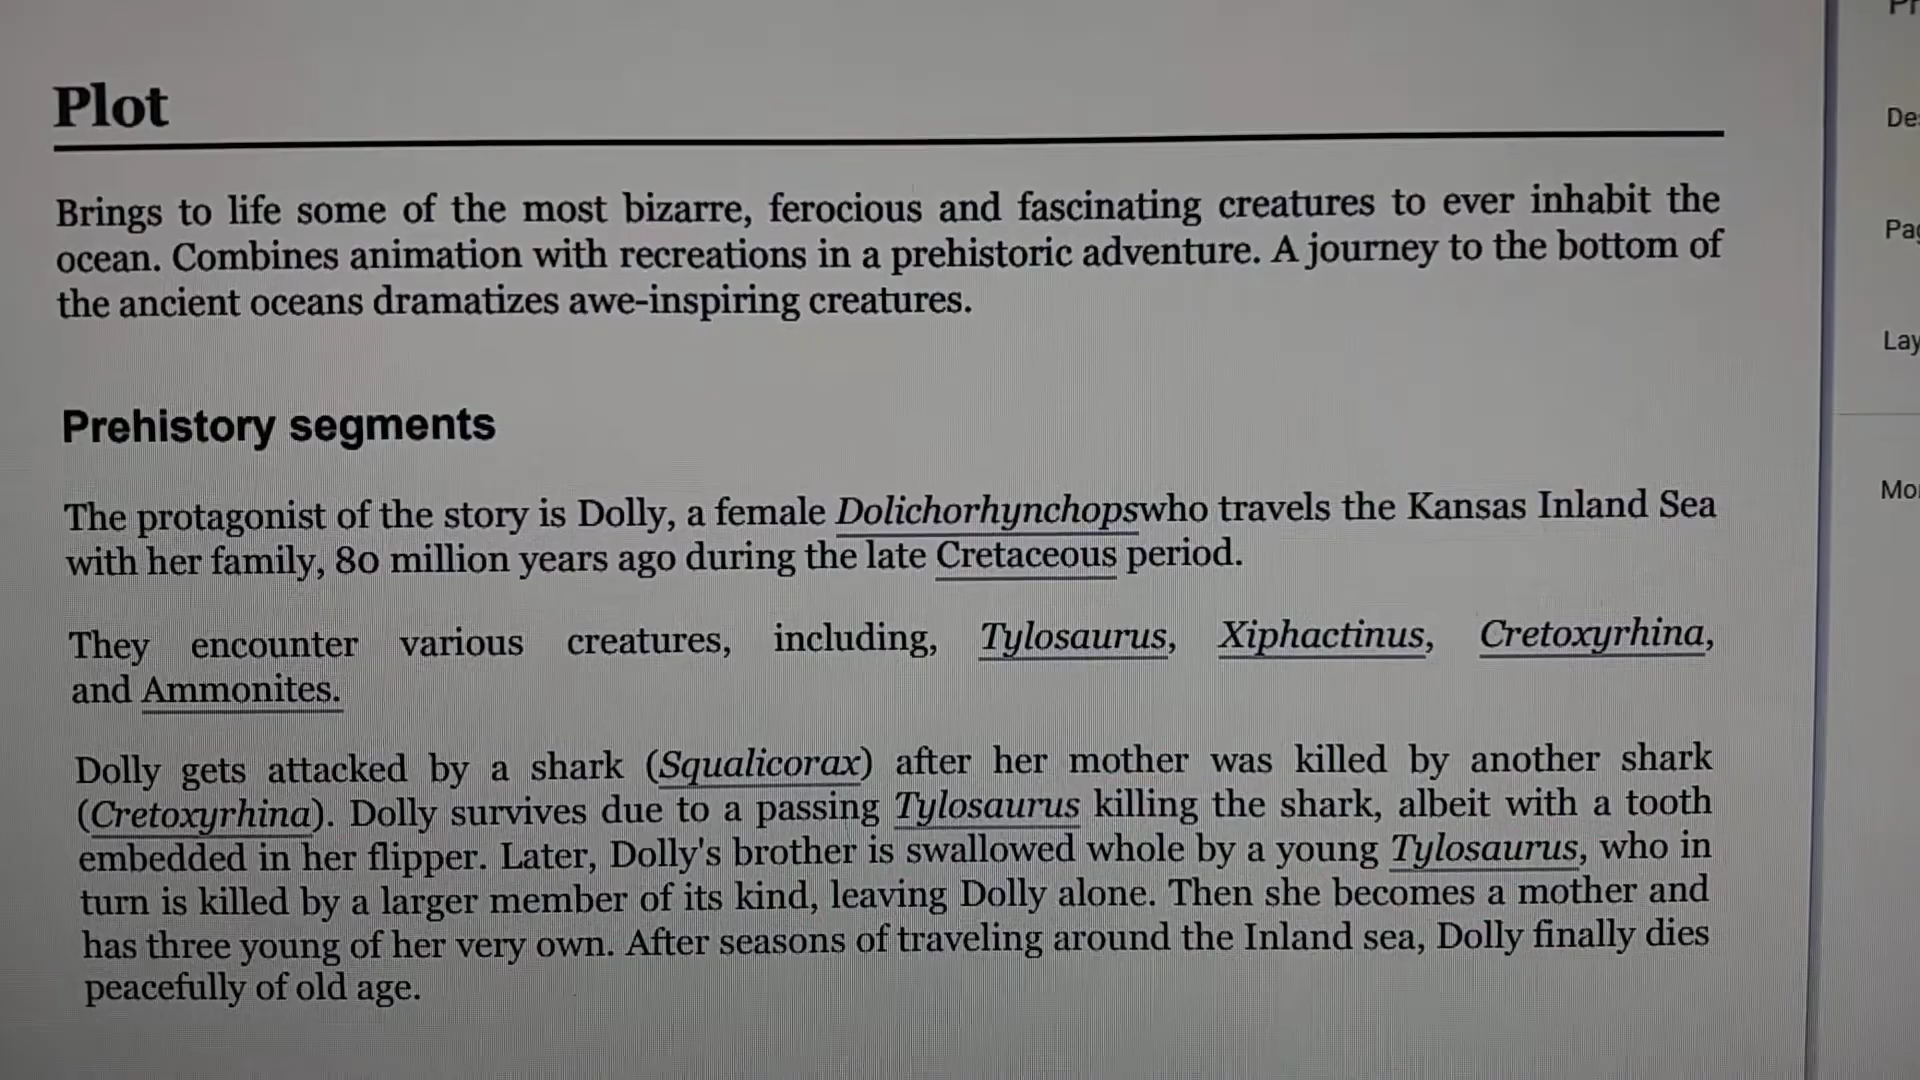 Plot
Brings to life some of the most bizarre, ferocious and fascinating creatures to ever inhabit the
ocean. Combines animation with recreations in a prehistoric adventure. A journey to the bottom of
the ancient oceans dramatizes awe-inspiring creatures.
Prehistory segments
The protagonist of the story is Dolly, a female Dolichorhynchopswho travels the Kansas Inland Sea
with her family, 80 million years ago during the late Cretaceous period.
They encounter various creatures, including, Tylosaurus, Xiphactinus, Cretoxyrhina,
and Ammonites.
Dolly gets attacked by a shark (Squalicorax) after her mother was killed by another shark
(Cretoxyrhina). Dolly survives due to a passing Tylosaurus killing the shark, albeit with a tooth
embedded in her flipper. Later, Dolly's brother is swallowed whole by a young Tylosaurus, who in
turn is killed by a larger member of its kind, leaving Dolly alone. Then she becomes a mother and
has three young of her very own. After seasons of traveling around the Inland sea, Dolly finally dies
peacefully of old age.